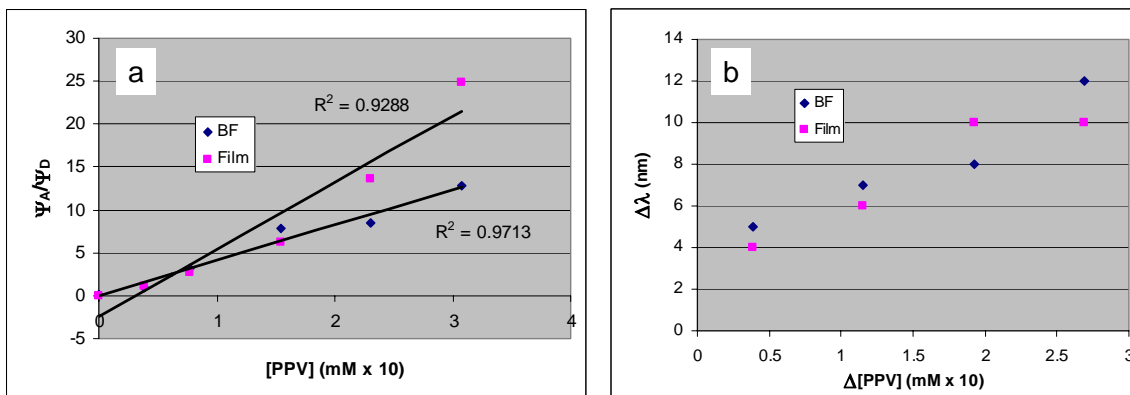 a
30
25
20
15
10
5
0
-5
ΨA/ΨD
BF
Film
R² = 0.9288
R² = 0.9713
0 1 2 3 4
[PPV] (mM x 10)
b
14
12
10
8
6
4
2
0
Δλ (nm)
BF
Film
0 0.5 1 1.5 2 2.5 3
Δ[PPV] (mM x 10)